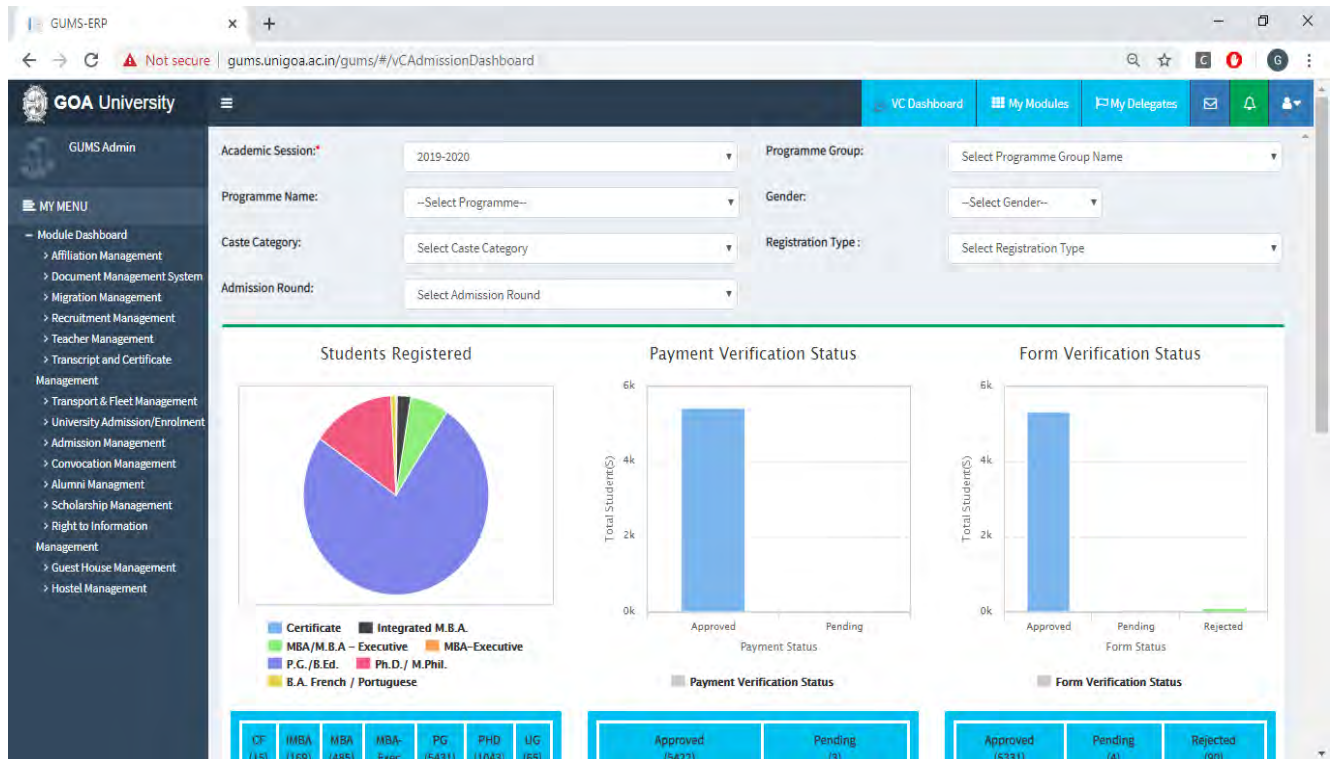 GUMS-ERP
Not secure | gums.unigoa.ac.in/gums/#/vCAdmissionDashboard
C
G
GOA University
VC Dashboard
My Modules
My Delegates
GUMS Admin
MY MENU
– Module Dashboard
> Affiliation Management
> Document Management System
> Migration Management
> Recruitment Management
> Teacher Management
> Transcript and Certificate
Management
> Transport & Fleet Management
> University Admission/Enrolment
> Admission Management
> Convocation Management
> Alumni Managment
> Scholarship Management
> Right to Information
Management
> Guest House Management
> Hostel Management
Academic Session:*
2019-2020
Programme Group:
Select Programme Group Name
Programme Name:
--Select Programme--
Gender:
--Select Gender--
Caste Category:
Select Caste Category
Registration Type :
Select Registration Type
Admission Round:
Select Admission Round
Students Registered
Certificate
Integrated M.B.A.
MBA/M.B.A – Executive
MBA-Executive
P.G./B.Ed.
Ph.D./ M.Phil.
B.A. French / Portuguese
Payment Verification Status
6k
4k
2k
0k
Total Student(S)
Approved
Pending
Payment Status
Payment Verification Status
Form Verification Status
6k
4k
2k
0k
Total Student(S)
Approved
Pending
Rejected
Form Status
Form Verification Status
CF
IMBA
MBA
MBA-
PG
PHD
UG
Approved
Pending
Approved
Pending
Rejected